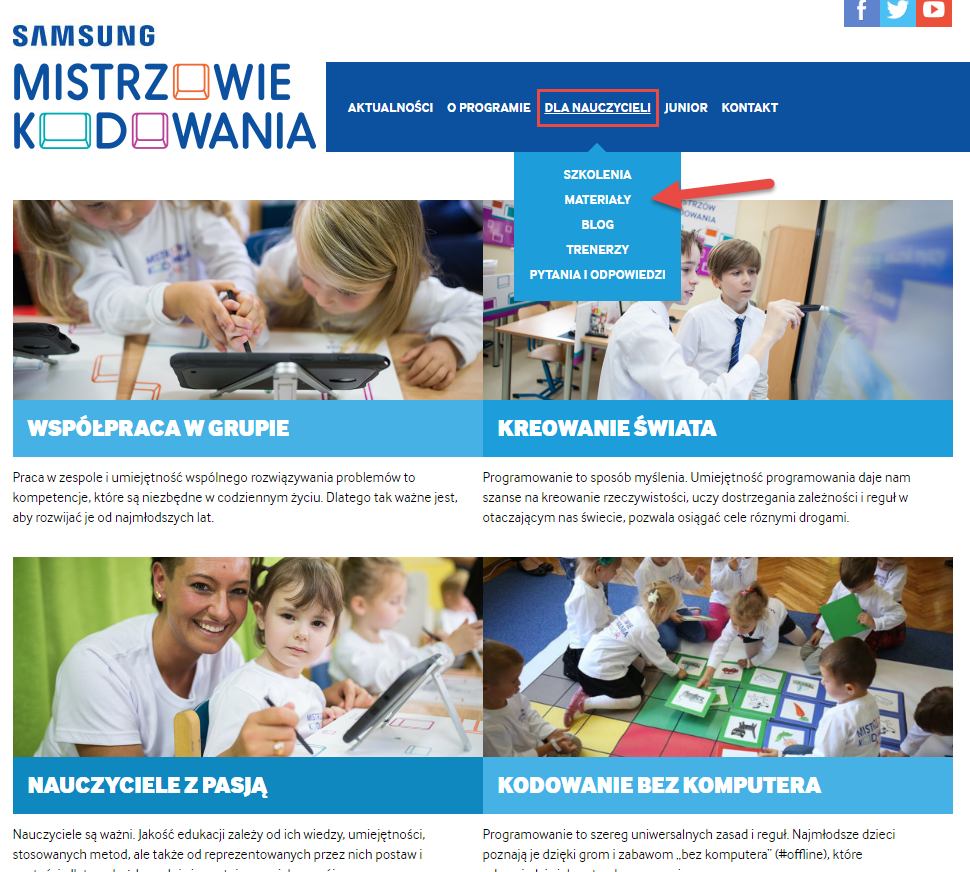 SAMSUNG
MISTRZOWIE
KODOWANIA
AKTUALNOŚCI O PROGRAMIE DLA NAUCZYCIELI JUNIOR KONTAKT
SZKOLENIA
MATERIAŁY
BLOG
TRENERZY
PYTANIA I ODPOWIEDZI
WSPÓŁPRACA W GRUPIE
Praca w zespole i umiejętność wspólnego rozwiązywania problemów to
kompetencje, które są niezbędne w codziennym życiu. Dlatego tak ważne jest,
aby rozwijać je od najmłodszych lat.
KREOWANIE ŚWIATA
Programowanie to sposób myślenia. Umiejętność programowania daje nam
szanse na kreowanie rzeczywistości, uczy dostrzegania zależności i reguł w
otaczającym nas świecie, pozwala osiągać cele róznymi drogami.
NAUCZYCIELE Z PASJĄ
Nauczyciele są ważni. Jakość edukacji zależy od ich wiedzy, umiejętności,
stosowanych metod, ale także od reprezentowanych przez nich postaw i
KODOWANIE BEZ KOMPUTERA
Programowanie to szereg uniwersalnych zasad i reguł. Najmłodsze dzieci
poznają je dzięki grom i zabawom „bez komputera” (#offline), które